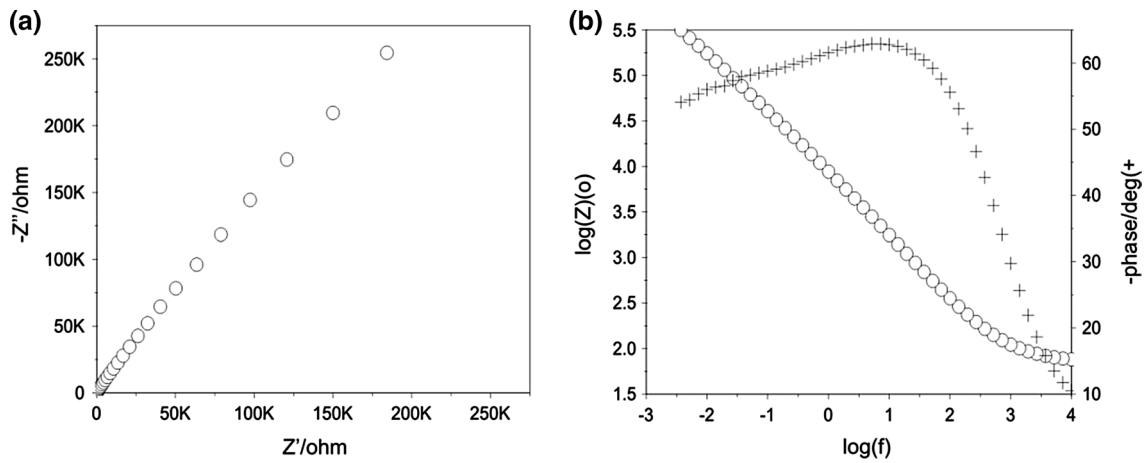 (a)
-Z"/ohm
250K
200K
150K
100K
50K
0
0
50K
100K
150K
200K
250K
Z'/ohm
(b)
log(Z)(o)
5.5
5.0
4.5
4.0
3.5
3.0
2.5
2.0
1.5
-3
-2
-1
0
1
2
3
4
log(f)
60
50
40
30
20
10
-phase/deg(+